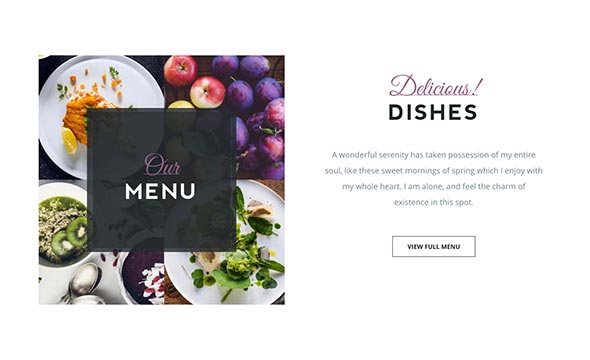 Our
MENU
Delicious!
DISHES
A wonderful serenity has taken possession of my entire
soul, like these sweet mornings of spring which I enjoy with
my whole heart. I am alone, and feel the charm of
existence in this spot.
VIEW FULL MENU